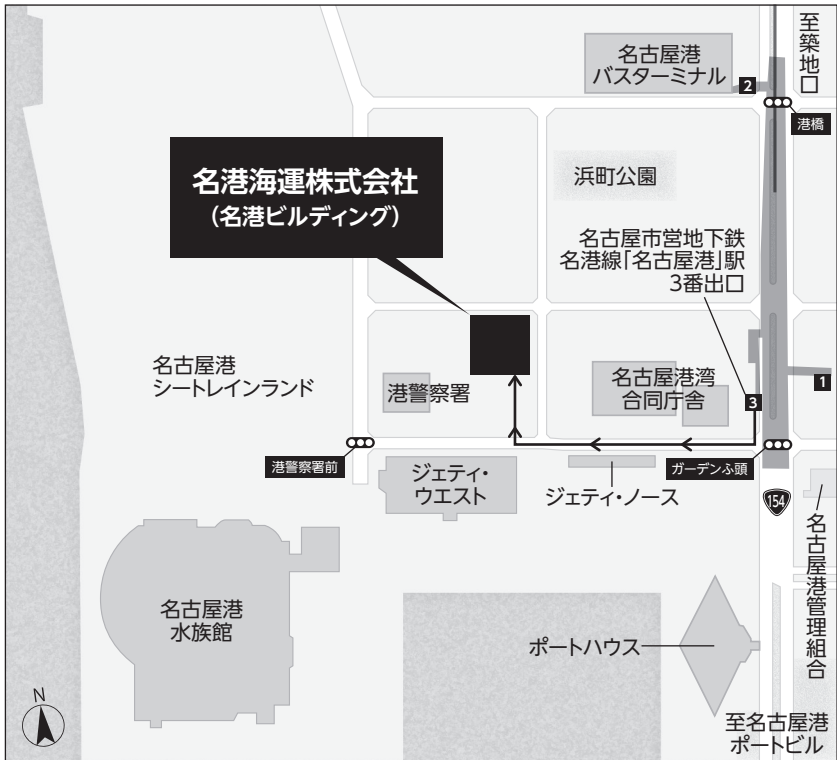 至築地口
名古屋港
バスターミナル
2
港橋
名港海運株式会社
(名港ビルディング)
浜町公園
名古屋市営地下鉄
名港線「名古屋港」駅
3番出口
名古屋港
シートレインランド
港警察署
名古屋港湾
合同庁舎
1
3
港警察署前
ジェティ・
ウエスト
ジェティ・ノース
ガーデンふ頭
154
名古屋港管理組合
名古屋港
水族館
ポートハウス
N
至名古屋港
ポートビル